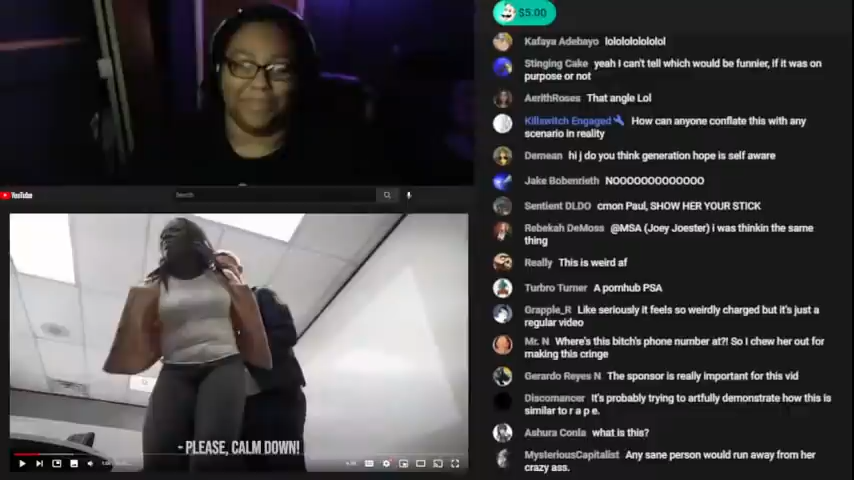 $5.00
Kafaya Adebayo lolololololol
Stinging Cake yeah I can't tell which would be funnier, if it was on
purpose or not
AerithRoses That angle Lol
Killswitch Engaged How can anyone conflate this with any
scenario in reality
Demean hi j do you think generation hope is self aware
Jake Bobenrieth NOOOOOOOOOOOO
Sentient DLDO cmon Paul, SHOW HER YOUR STICK
Rebekah DeMoss @MSA (Joey Joester) i was thinkin the same
thing
Really This is weird af
Turbro Turner A pornhub PSA
Grapple_R Like seriously it feels so weirdly charged but it's just a
regular video
Mr. N Where's this bitch's phone number at?! So I chew her out for
making this cringe
Gerardo Reyes N The sponsor is really important for this vid
Discomancer It's probably trying to artfully demonstrate how this is
similar to r a p e.
Ashura Conla what is this?
MysteriousCapitalist Any sane person would run away from her
crazy ass.
YouTube
Search
- PLEASE, CALM DOWN!